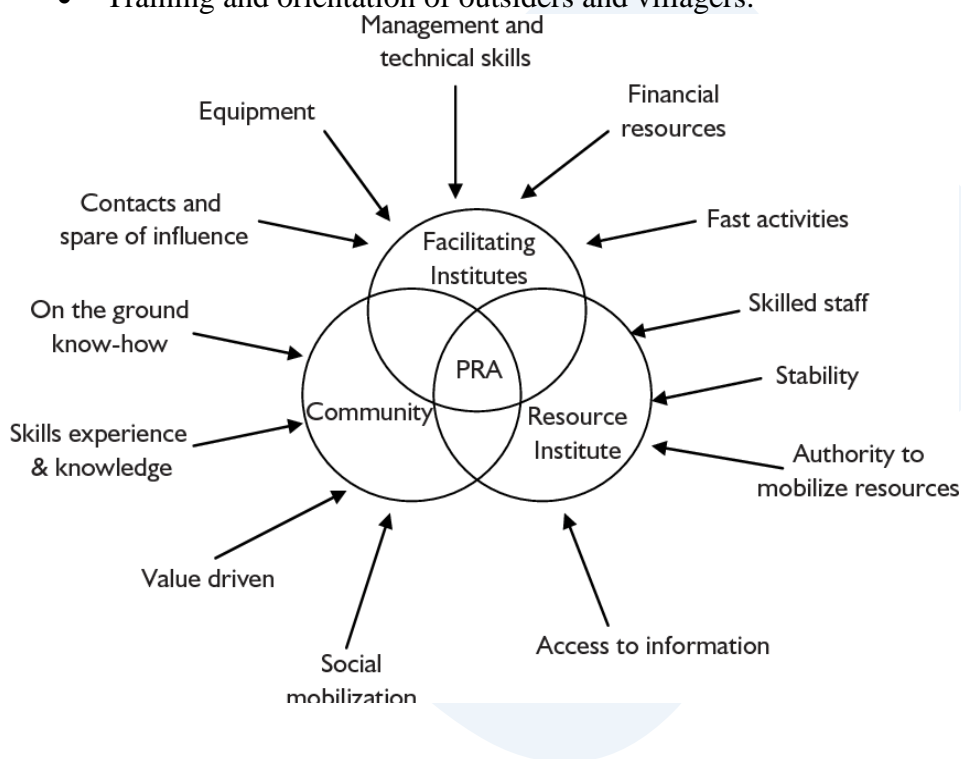 • Training and orientation of outsiders and villagers.
Management and
technical skills
Financial
resources
Equipment
Contacts and
spare of influence
Fast activities
Facilitating
Institutes
On the ground
know-how
Skilled staff
PRA
Stability
Community
Resource
Institute
Skills experience
& knowledge
Authority to
mobilize resources
Value driven
Access to information
Social
mobilization